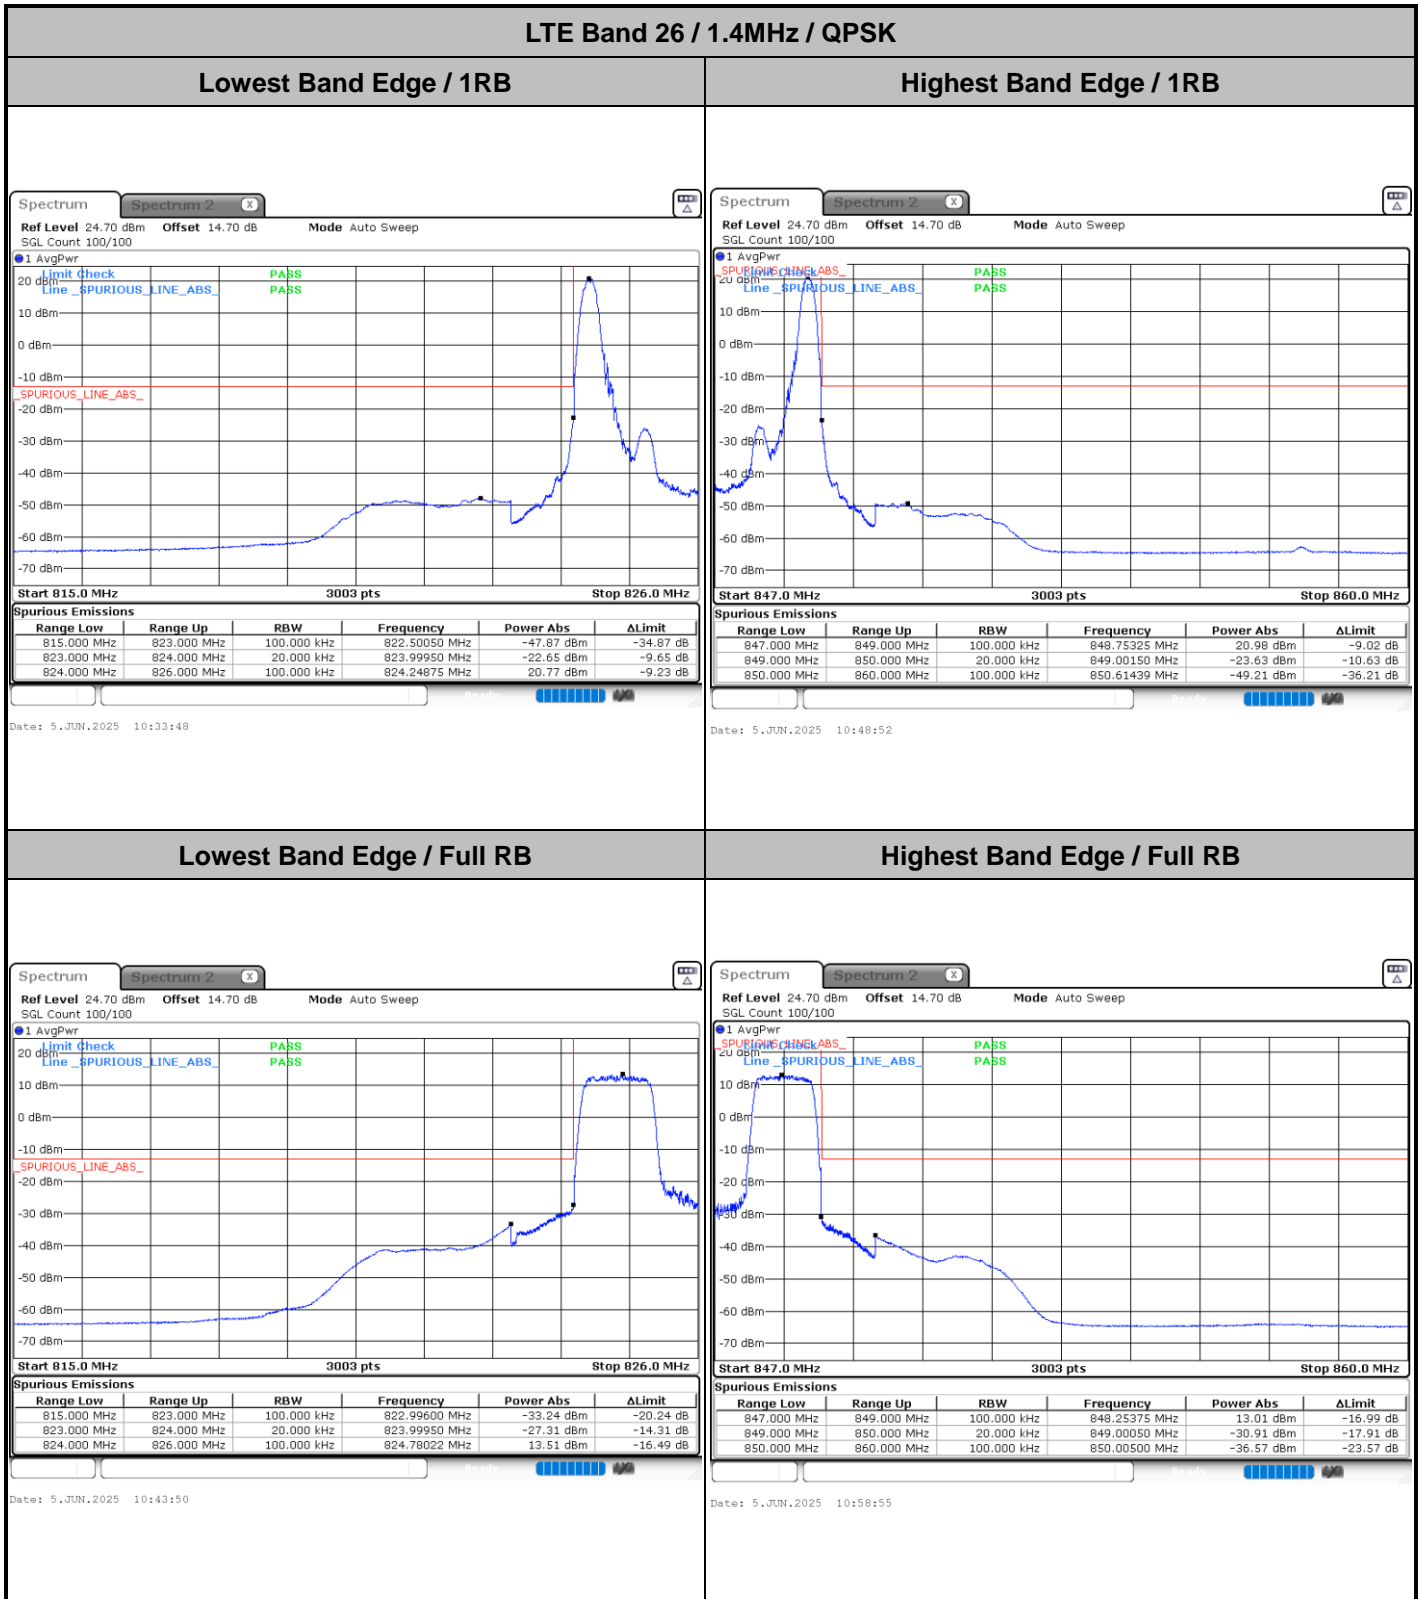 LTE Band 26 / 1.4MHz / QPSK
Lowest Band Edge / 1RB
Highest Band Edge / 1RB
Spectrum
Spectrum 2
X
Ref Level 24.70 dBm Offset 14.70 dB Mode Auto Sweep
SGL Count 100/100
1 AvgPwr
Limit Check PASS
Line _SPURIOUS_LINE_ABS_ PASS
20 dBm
10 dBm
0 dBm
-10 dBm
_SPURIOUS_LINE_ABS_
-20 dBm
-30 dBm
-40 dBm
-50 dBm
-60 dBm
-70 dBm
Start 815.0 MHz 3003 pts Stop 826.0 MHz
Spurious Emissions
Range Low Range Up RBW Frequency Power Abs ΔLimit
815.000 MHz 823.000 MHz 100.000 kHz 822.50050 MHz -47.87 dBm -34.87 dB
823.000 MHz 824.000 MHz 20.000 kHz 823.99950 MHz -22.65 dBm -9.65 dB
824.000 MHz 826.000 MHz 100.000 kHz 824.24875 MHz 20.77 dBm -9.23 dB
Ready
Date: 5.JUN.2025 10:33:48
Spectrum
Spectrum 2
X
Ref Level 24.70 dBm Offset 14.70 dB Mode Auto Sweep
SGL Count 100/100
1 AvgPwr
_SPURIOUS_LINE_ABS_
Limit Check PASS
Line _SPURIOUS_LINE_ABS_ PASS
20 dBm
10 dBm
0 dBm
-10 dBm
-20 dBm
-30 dBm
-40 dBm
-50 dBm
-60 dBm
-70 dBm
Start 847.0 MHz 3003 pts Stop 860.0 MHz
Spurious Emissions
Range Low Range Up RBW Frequency Power Abs ΔLimit
847.000 MHz 849.000 MHz 100.000 kHz 848.75325 MHz 20.98 dBm -9.02 dB
849.000 MHz 850.000 MHz 20.000 kHz 849.00150 MHz -23.63 dBm -10.63 dB
850.000 MHz 860.000 MHz 100.000 kHz 850.61439 MHz -49.21 dBm -36.21 dB
Ready
Date: 5.JUN.2025 10:48:52
Lowest Band Edge / Full RB
Highest Band Edge / Full RB
Spectrum
Spectrum 2
X
Ref Level 24.70 dBm Offset 14.70 dB Mode Auto Sweep
SGL Count 100/100
1 AvgPwr
Limit Check PASS
Line _SPURIOUS_LINE_ABS_ PASS
20 dBm
10 dBm
0 dBm
-10 dBm
_SPURIOUS_LINE_ABS_
-20 dBm
-30 dBm
-40 dBm
-50 dBm
-60 dBm
-70 dBm
Start 815.0 MHz 3003 pts Stop 826.0 MHz
Spurious Emissions
Range Low Range Up RBW Frequency Power Abs ΔLimit
815.000 MHz 823.000 MHz 100.000 kHz 822.99600 MHz -33.24 dBm -20.24 dB
823.000 MHz 824.000 MHz 20.000 kHz 823.99950 MHz -27.31 dBm -14.31 dB
824.000 MHz 826.000 MHz 100.000 kHz 824.78022 MHz 13.51 dBm -16.49 dB
Ready
Date: 5.JUN.2025 10:43:50
Spectrum
Spectrum 2
X
Ref Level 24.70 dBm Offset 14.70 dB Mode Auto Sweep
SGL Count 100/100
1 AvgPwr
_SPURIOUS_LINE_ABS_
Limit Check PASS
Line _SPURIOUS_LINE_ABS_ PASS
20 dBm
10 dBm
0 dBm
-10 dBm
-20 dBm
-30 dBm
-40 dBm
-50 dBm
-60 dBm
-70 dBm
Start 847.0 MHz 3003 pts Stop 860.0 MHz
Spurious Emissions
Range Low Range Up RBW Frequency Power Abs ΔLimit
847.000 MHz 849.000 MHz 100.000 kHz 848.25375 MHz 13.01 dBm -16.99 dB
849.000 MHz 850.000 MHz 20.000 kHz 849.00050 MHz -30.91 dBm -17.91 dB
850.000 MHz 860.000 MHz 100.000 kHz 850.00500 MHz -36.57 dBm -23.57 dB
Ready
Date: 5.JUN.2025 10:58:55